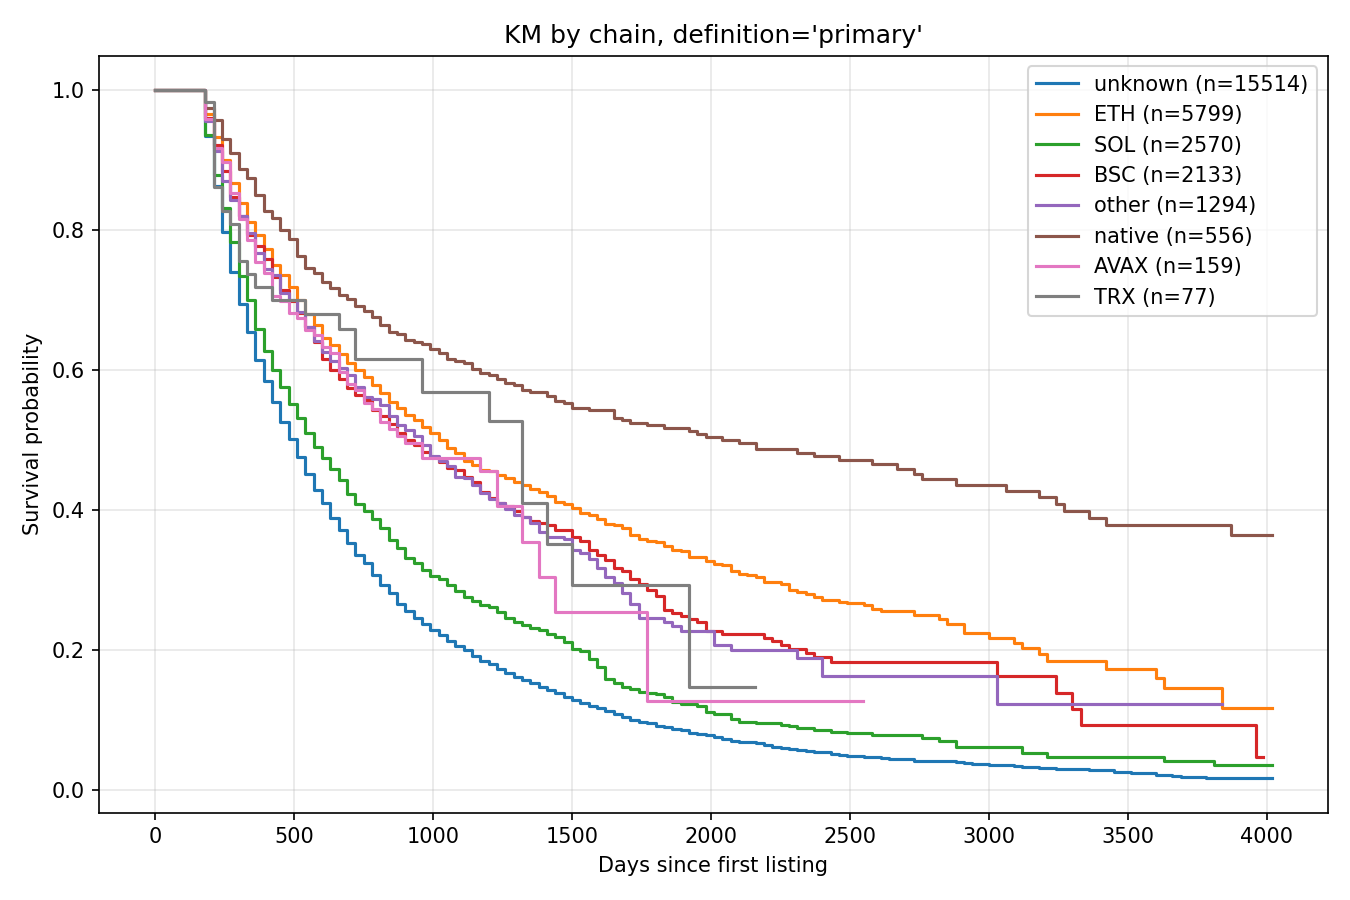 KM by chain, definition='primary'
unknown (n=15514)
ETH (n=5799)
SOL (n=2570)
BSC (n=2133)
other (n=1294)
native (n=556)
AVAX (n=159)
TRX (n=77)
Survival probability
1.0
0.8
0.6
0.4
0.2
0.0
0 500 1000 1500 2000 2500 3000 3500 4000
Days since first listing